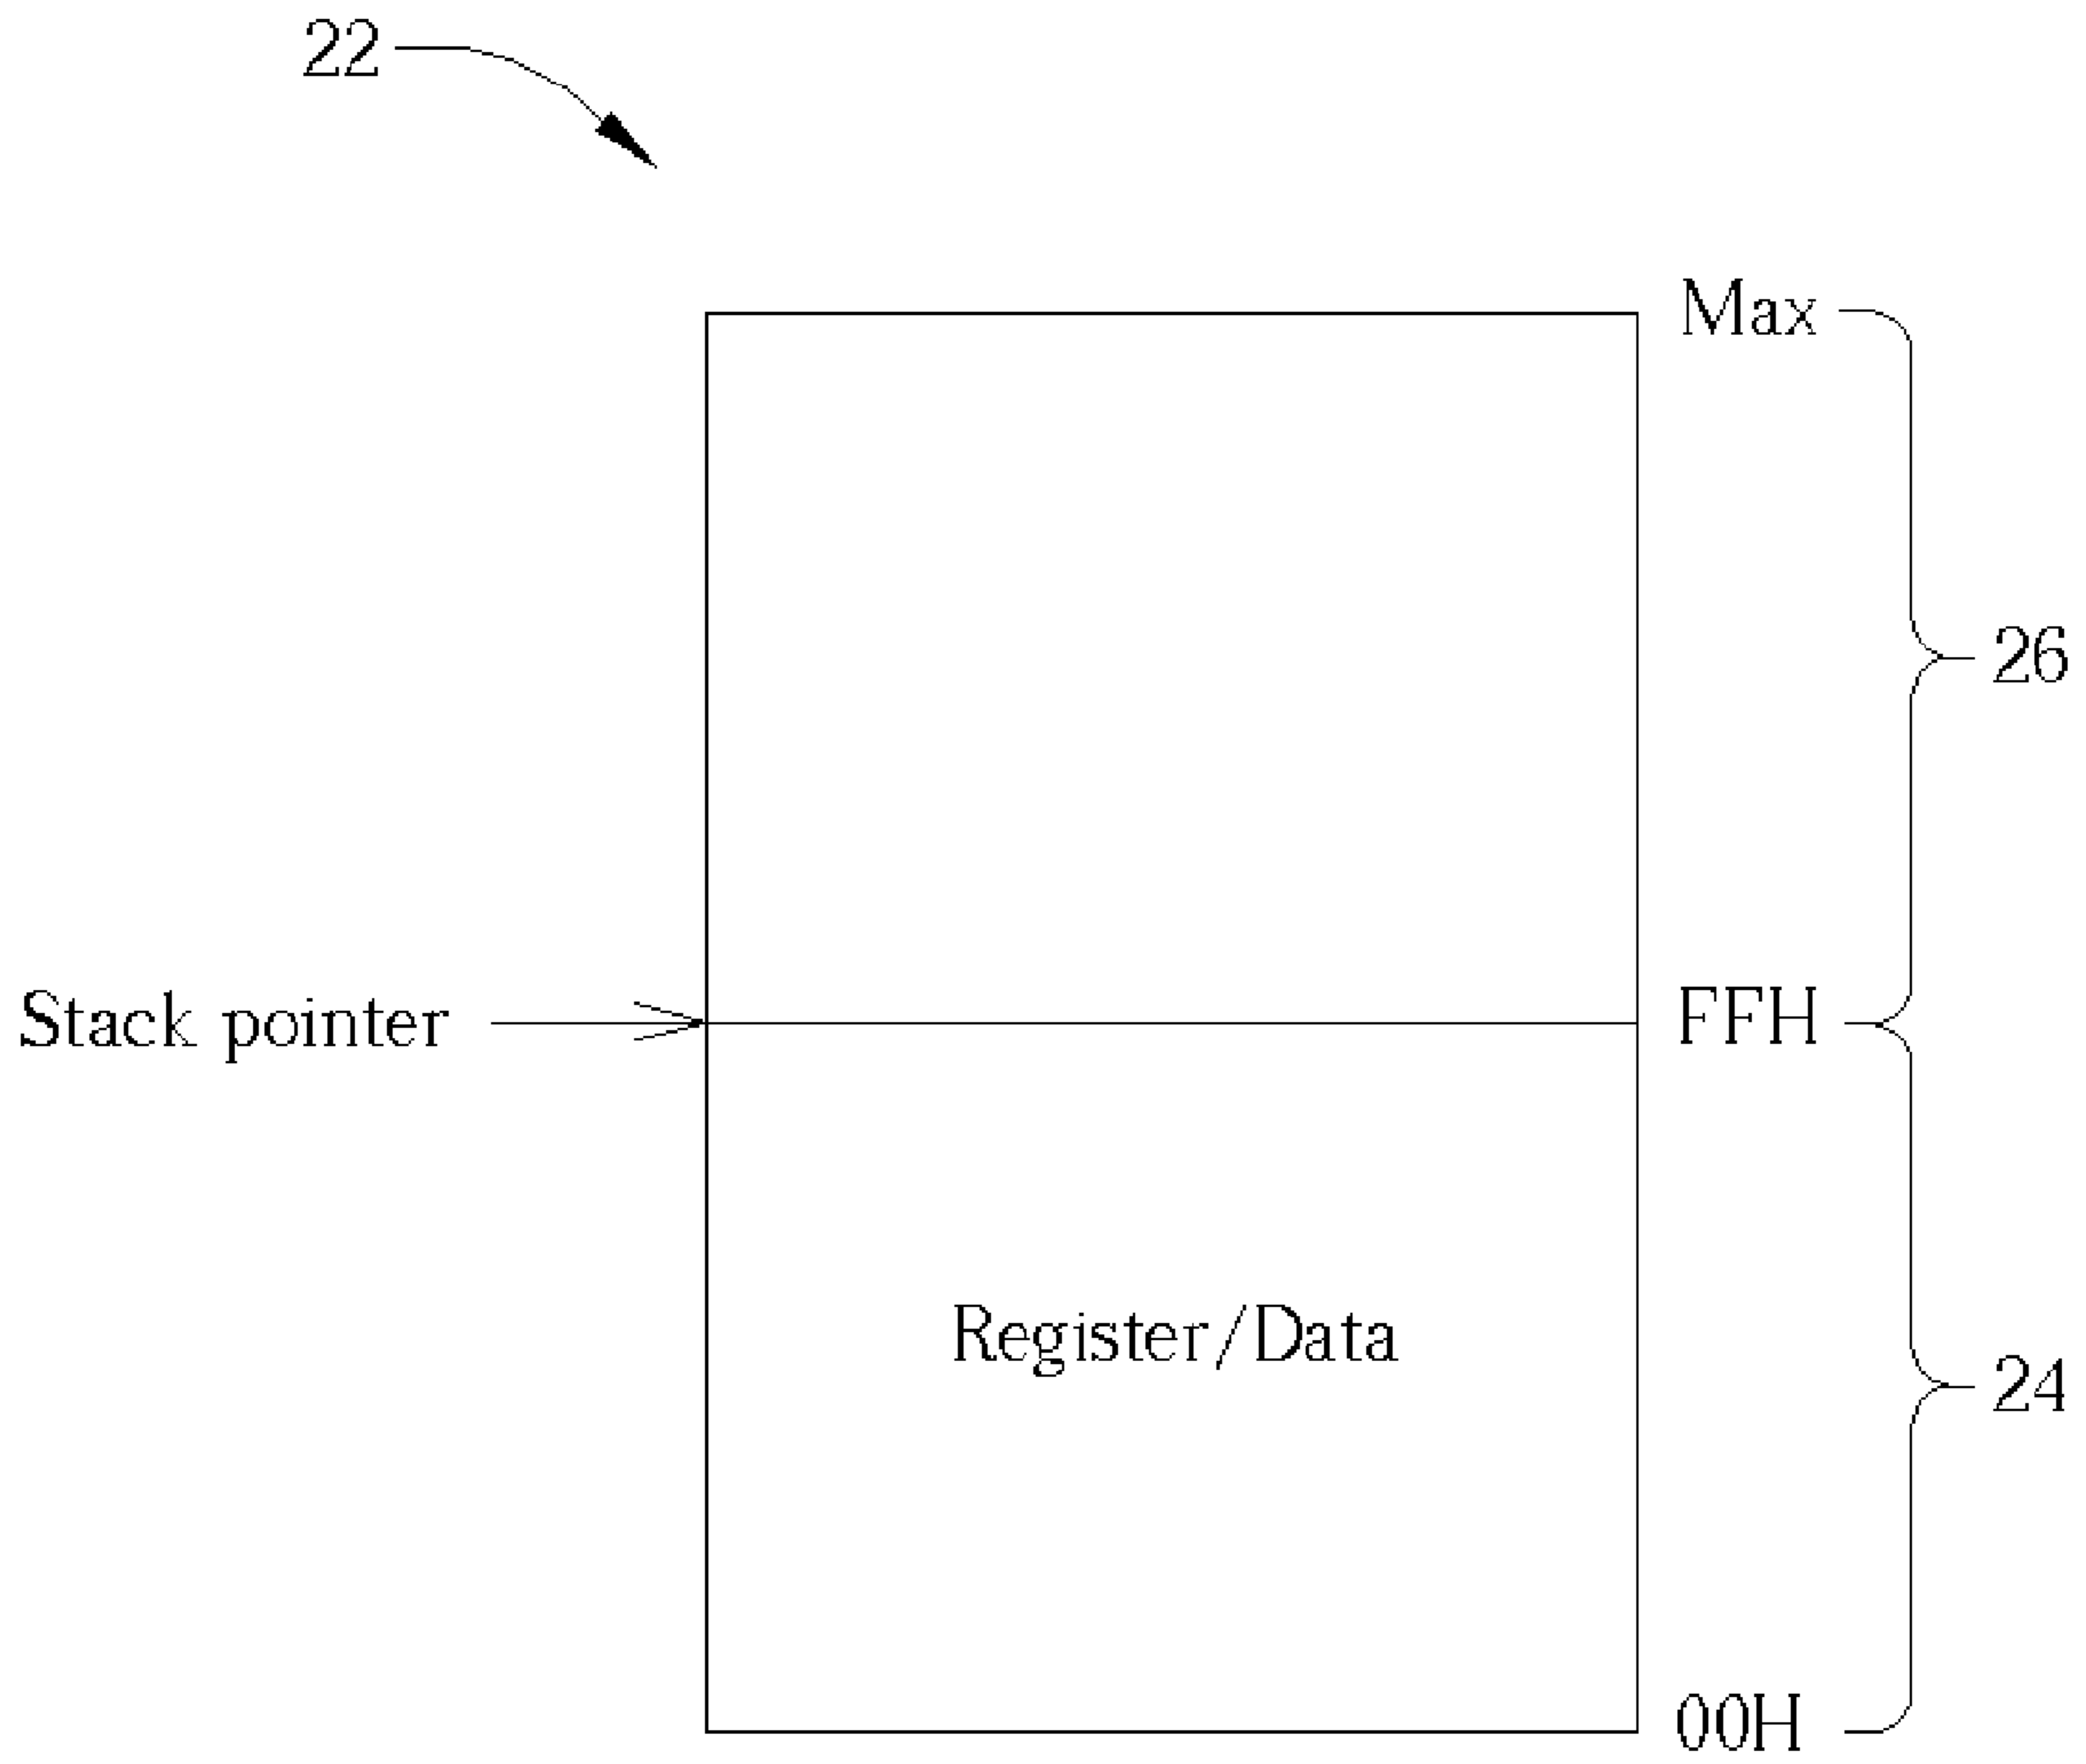 22
Max
26
Stack pointer
FFH
Register/Data
24
00H